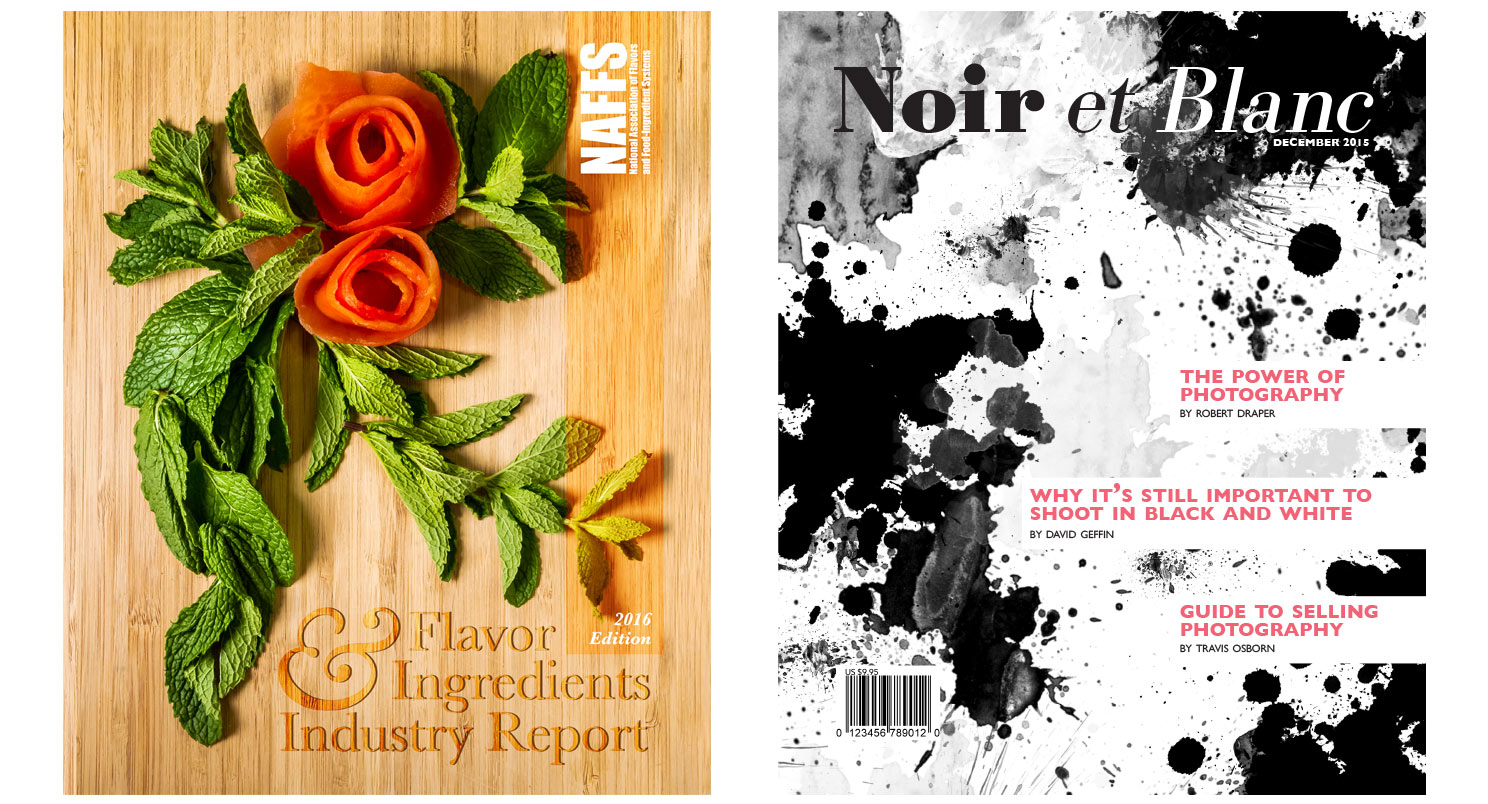 NAFFS
National Association of Flavors
and Food-Ingredient Systems
2016
Edition
& Flavor
Ingredients
Industry Report
Noir et Blanc
DECEMBER 2015
THE POWER OF
PHOTOGRAPHY
BY ROBERT DRAPER
WHY IT'S STILL IMPORTANT TO
SHOOT IN BLACK AND WHITE
BY DAVID GEFFIN
GUIDE TO SELLING
PHOTOGRAPHY
BY TRAVIS OSBORN
US $9.95
0 123456 789012 0